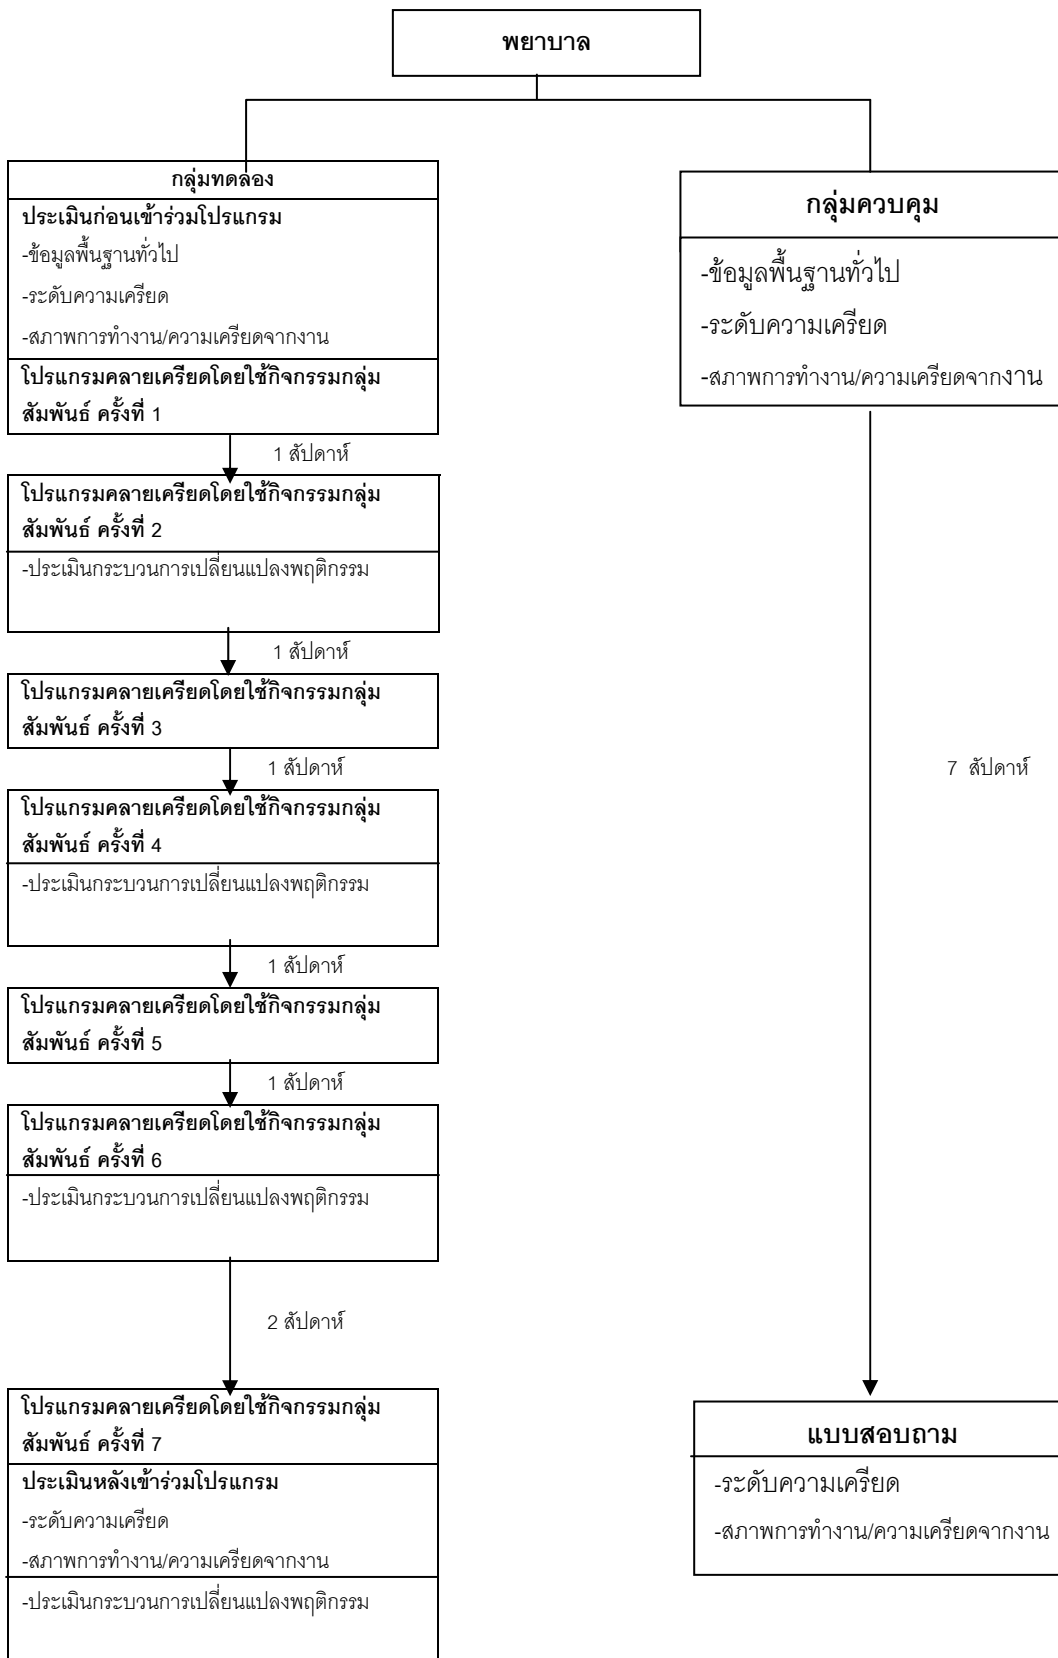 พยาบาล
กลุ่มทดลอง
ประเมินก่อนเข้าร่วมโปรแกรม
-ข้อมูลพื้นฐานทั่วไป
-ระดับความเครียด
-สภาพการทำงาน/ความเครียดจากงาน
โปรแกรมคลายเครียดโดยใช้กิจกรรมกลุ่ม
สัมพันธ์ ครั้งที่ 1
1 สัปดาห์
โปรแกรมคลายเครียดโดยใช้กิจกรรมกลุ่ม
สัมพันธ์ ครั้งที่ 2
-ประเมินกระบวนการเปลี่ยนแปลงพฤติกรรม
1 สัปดาห์
โปรแกรมคลายเครียดโดยใช้กิจกรรมกลุ่ม
สัมพันธ์ ครั้งที่ 3
1 สัปดาห์
โปรแกรมคลายเครียดโดยใช้กิจกรรมกลุ่ม
สัมพันธ์ ครั้งที่ 4
-ประเมินกระบวนการเปลี่ยนแปลงพฤติกรรม
1 สัปดาห์
โปรแกรมคลายเครียดโดยใช้กิจกรรมกลุ่ม
สัมพันธ์ ครั้งที่ 5
1 สัปดาห์
โปรแกรมคลายเครียดโดยใช้กิจกรรมกลุ่ม
สัมพันธ์ ครั้งที่ 6
-ประเมินกระบวนการเปลี่ยนแปลงพฤติกรรม
2 สัปดาห์
โปรแกรมคลายเครียดโดยใช้กิจกรรมกลุ่ม
สัมพันธ์ ครั้งที่ 7
ประเมินหลังเข้าร่วมโปรแกรม
-ระดับความเครียด
-สภาพการทำงาน/ความเครียดจากงาน
-ประเมินกระบวนการเปลี่ยนแปลงพฤติกรรม
กลุ่มควบคุม
-ข้อมูลพื้นฐานทั่วไป
-ระดับความเครียด
-สภาพการทำงาน/ความเครียดจากงาน
7 สัปดาห์
แบบสอบถาม
-ระดับความเครียด
-สภาพการทำงาน/ความเครียดจากงาน